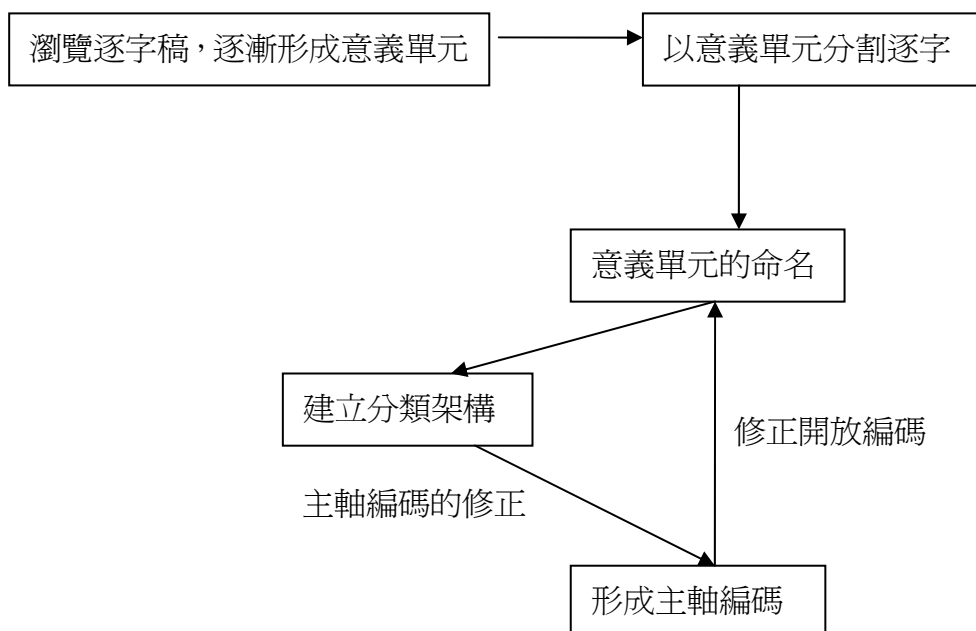 瀏覽逐字稿，逐漸形成意義單元
以意義單元分割逐字
意義單元的命名
建立分類架構
修正開放編碼
主軸編碼的修正
形成主軸編碼